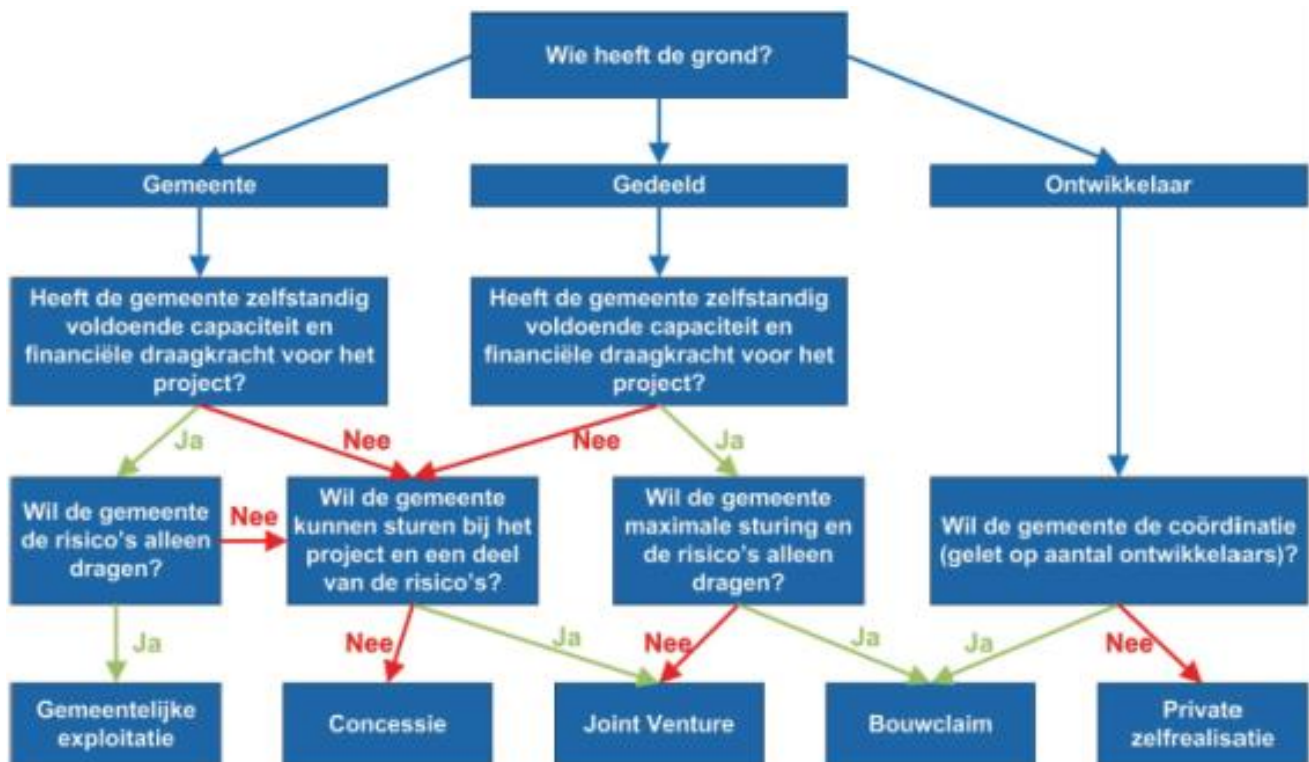 Wie heeft de grond?
Gemeente
Gedeeld
Ontwikkelaar
Heeft de gemeente zelfstandig
voldoende capaciteit en
financiële draagkracht voor het
project?
Heeft de gemeente zelfstandig
voldoende capaciteit en
financiële draagkracht voor het
project?
Ja
Nee
Nee
Ja
Wil de gemeente
de risico's alleen
dragen?
Nee
Wil de gemeente
kunnen sturen bij het
project en een deel
van de risico's?
Wil de gemeente
maximale sturing en
de risico's alleen
dragen?
Wil de gemeente de coördinatie
(gelet op aantal ontwikkelaars)?
Ja
Nee
Ja
Nee
Ja
Ja
Nee
Gemeentelijke
exploitatie
Concessie
Joint Venture
Bouwclaim
Private
zelfrealisatie